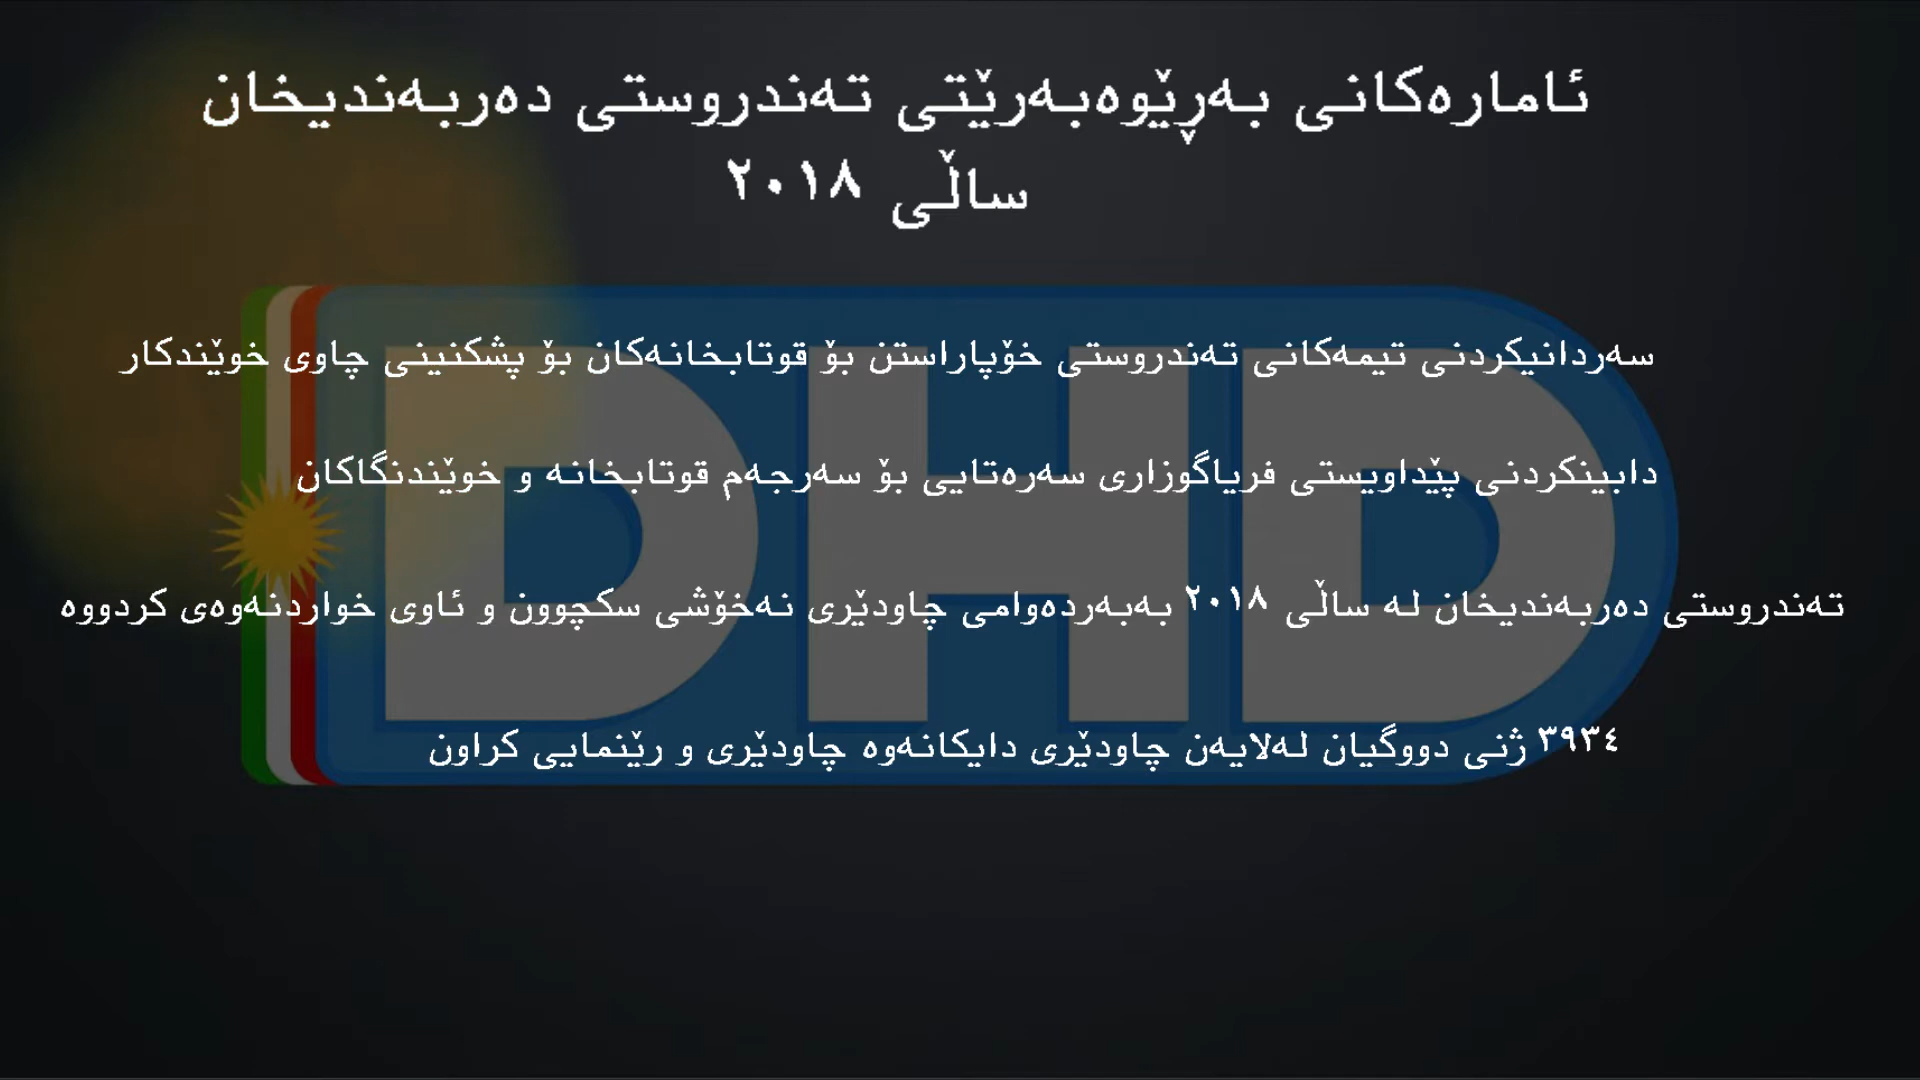 ئامارەکانی بەڕێوەبەرێتی تەندروستی دەربەندیخان
ساڵی ٢٠١٨
سەردانیکردنی تیمەکانی تەندروستی خۆپاراستن بۆ قوتابخانەکان بۆ پشکنینی چاوی خوێندکار
دابینکردنی پێداویستی فریاگوزاری سەرەتایی بۆ سەرجەم قوتابخانە و خوێندنگاکان
تەندروستی دەربەندیخان لە ساڵی ٢٠١٨ بەبەردەوامی چاودێری نەخۆشی سکچوون و ئاوی خواردنەوەی کردووە
٣٩٣٤ ژنی دووگیان لەلایەن چاودێری دایکانەوە چاودێری و رێنمایی کراون
DHD